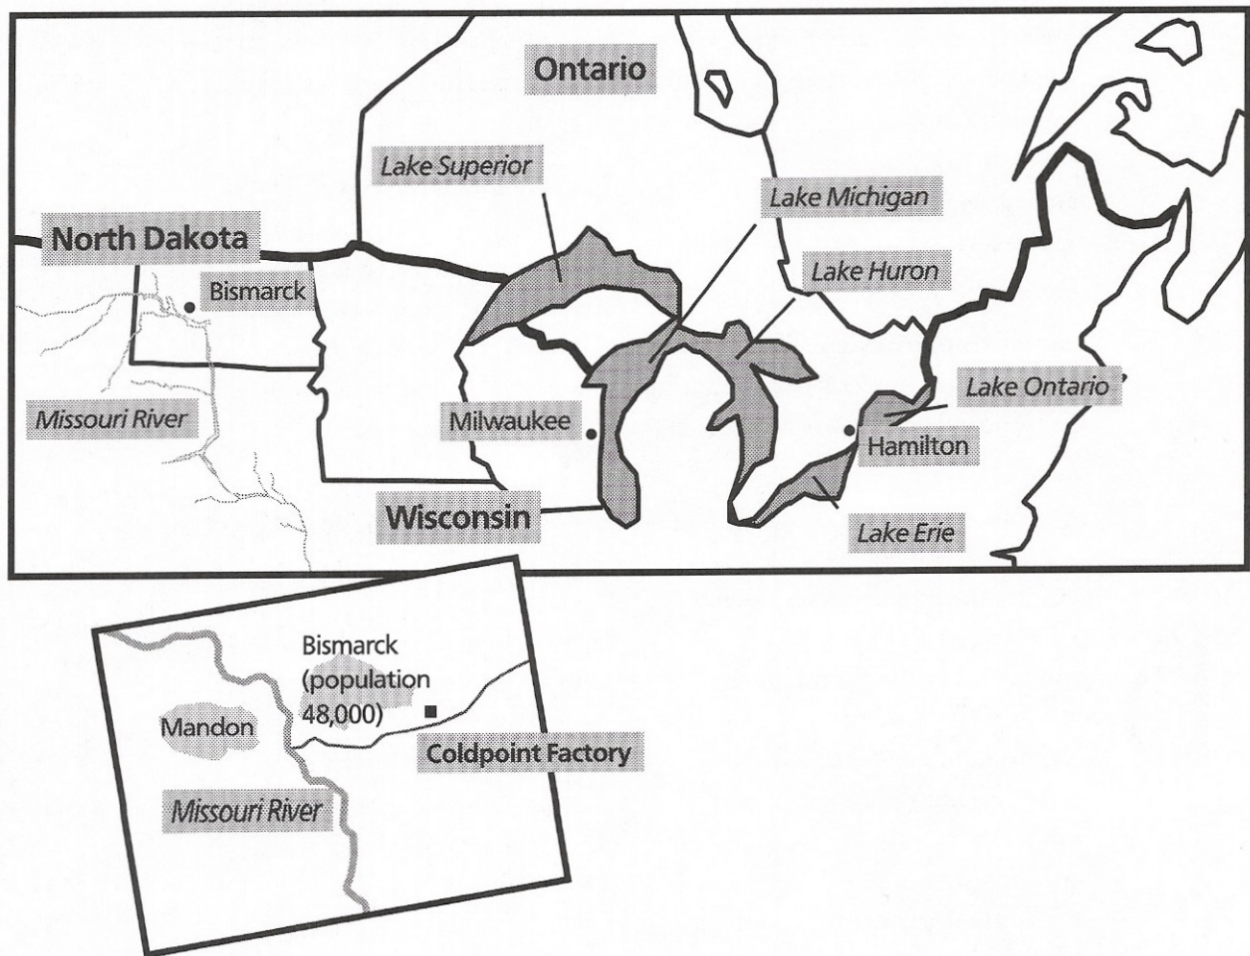 Ontario
Lake Superior
Lake Michigan
North Dakota
Lake Huron
Bismarck
Lake Ontario
Missouri River
Milwaukee
Hamilton
Wisconsin
Lake Erie
Bismarck
(population
48,000)
Mandon
Coldpoint Factory
Missouri River